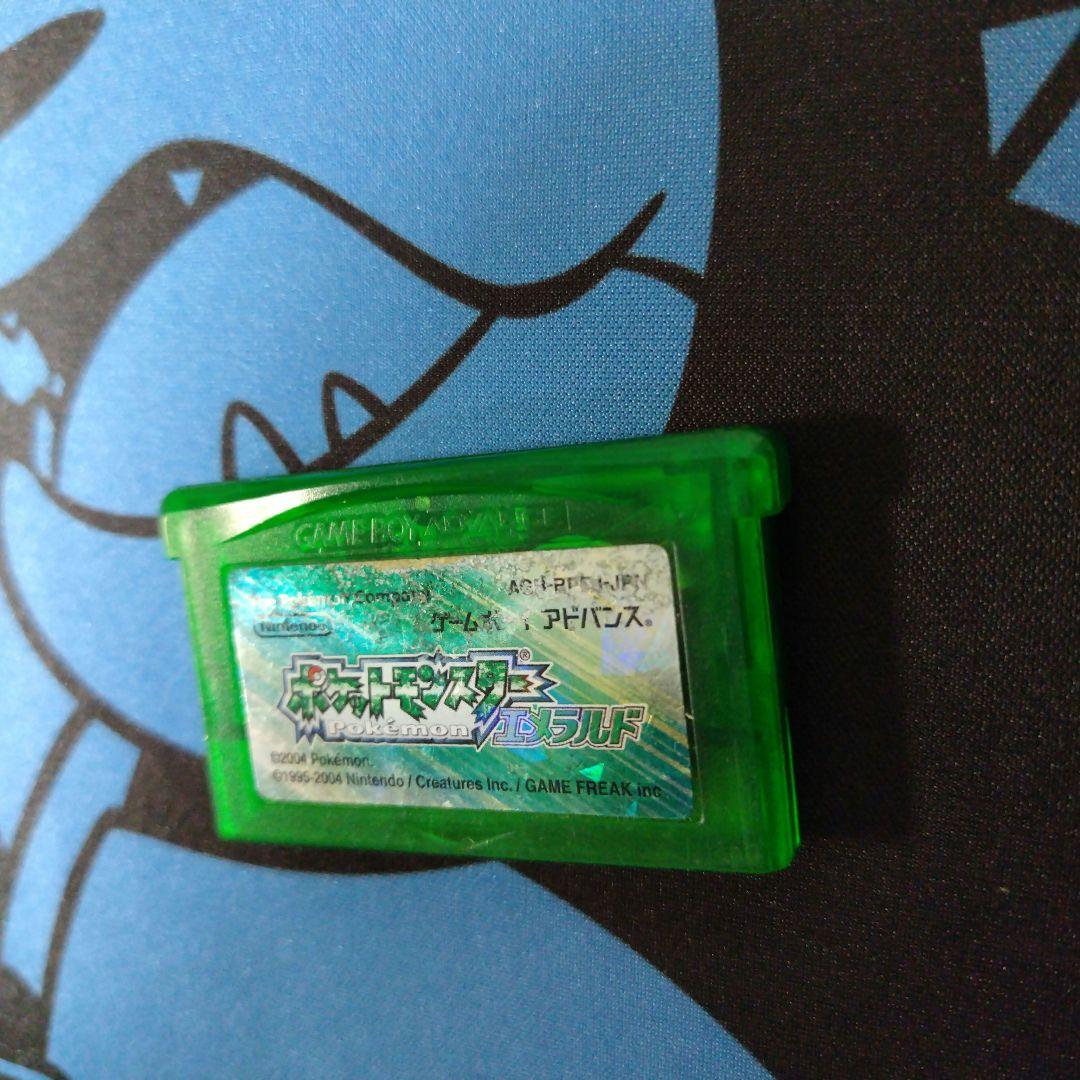 GAME BOY ADVANCE
Pokémon Company
Nintendo
ゲームボーイ アドバンス®
ポケットモンスター®
Pokémon エメラルド
©2004 Pokémon.
©1995-2004 Nintendo / Creatures Inc. / GAME FREAK inc.